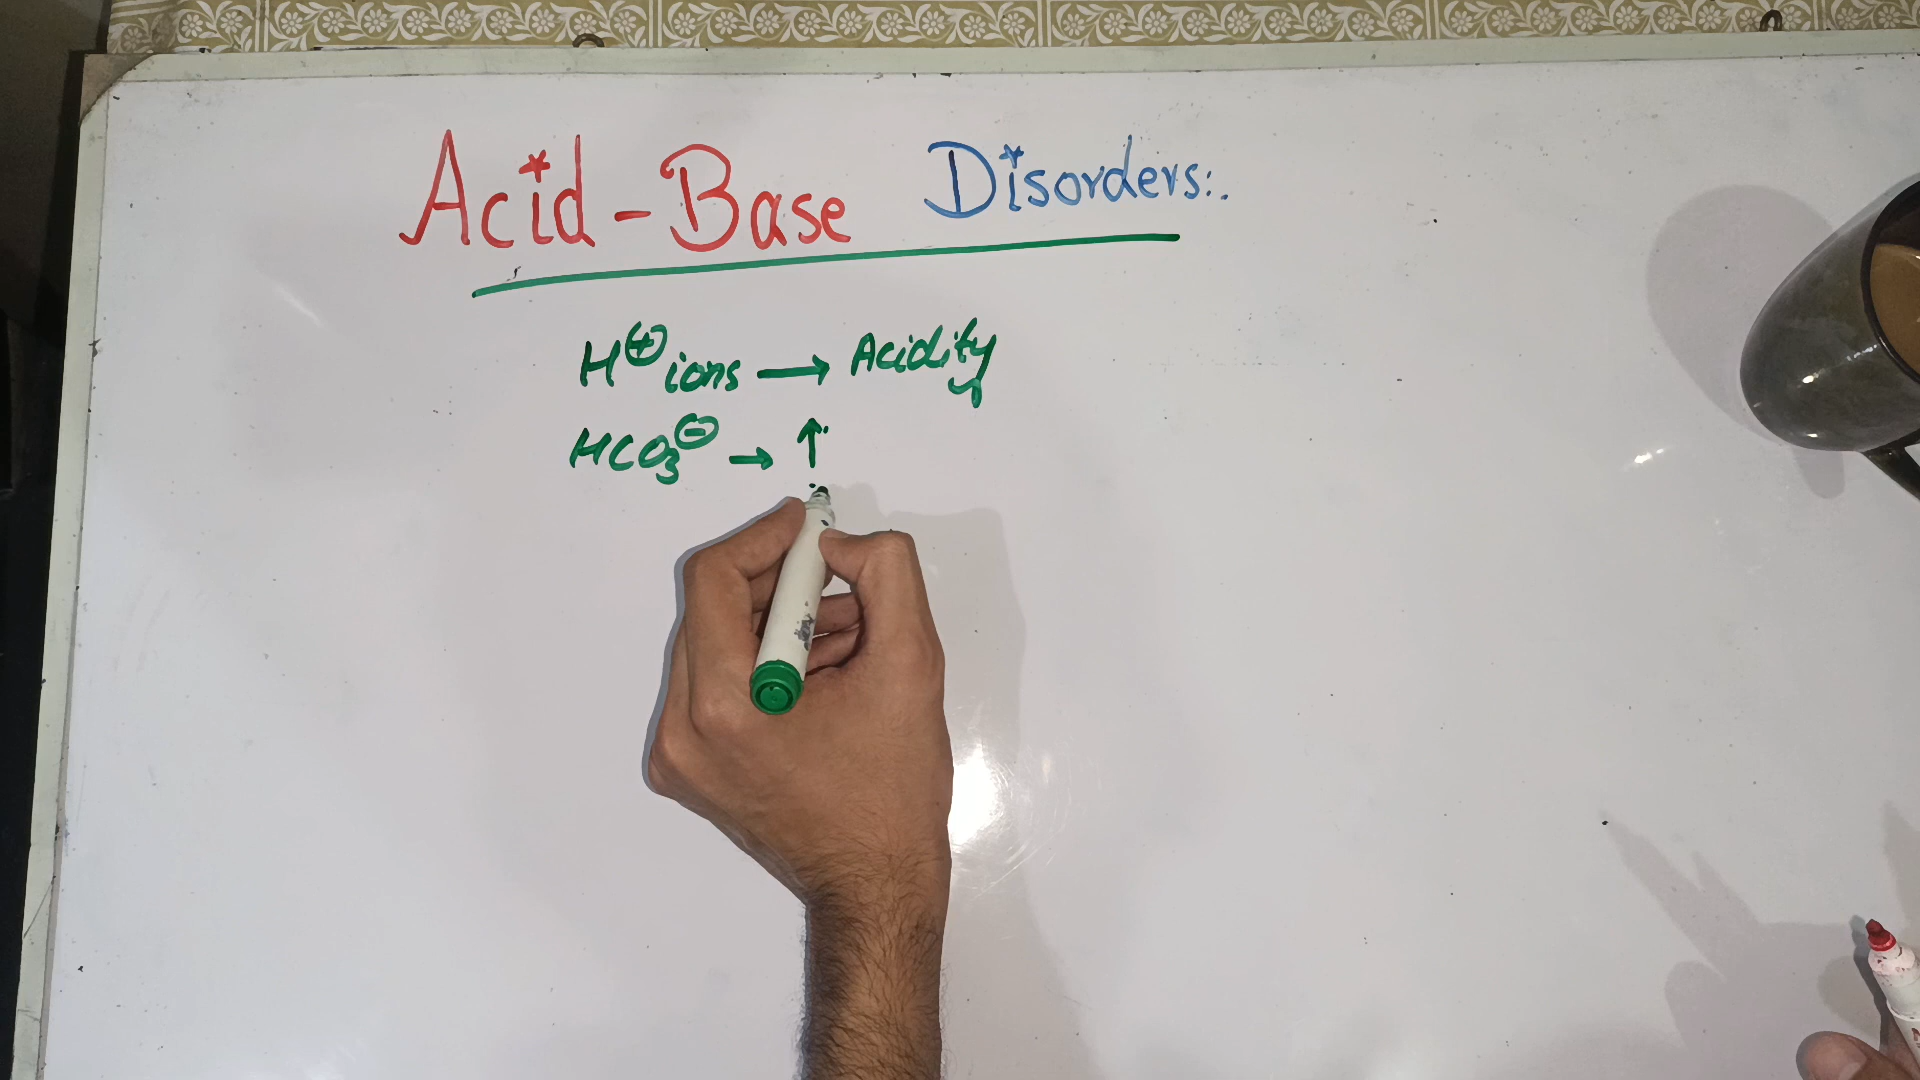 Acid-Base Disorders:.
H⊕ ions → Acidity
HCO₃⊖ → ↑